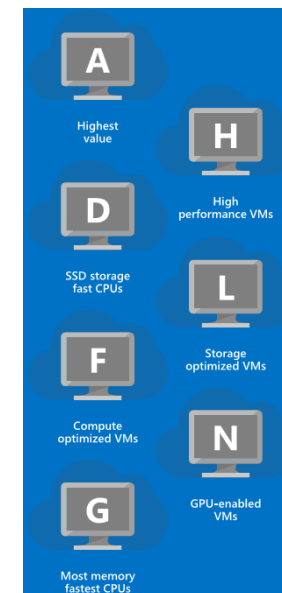 A
Highest
value
H
High
performance VMs
D
SSD storage
fast CPUs
L
Storage
optimized VMs
F
Compute
optimized VMs
N
GPU-enabled
VMs
G
Most memory
fastest CPUs